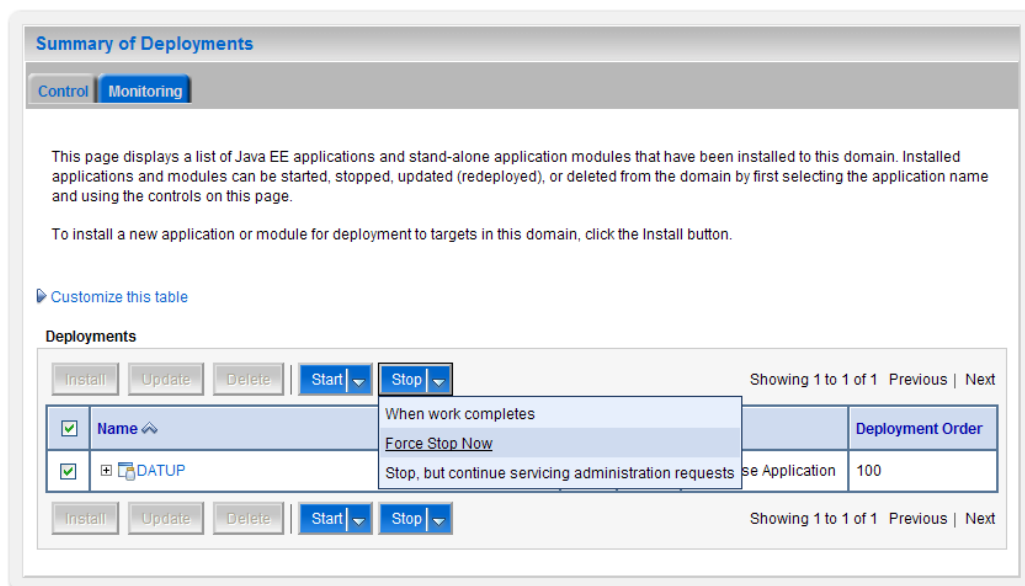 Summary of Deployments
Control Monitoring
This page displays a list of Java EE applications and stand-alone application modules that have been installed to this domain. Installed
applications and modules can be started, stopped, updated (redeployed), or deleted from the domain by first selecting the application name
and using the controls on this page.
To install a new application or module for deployment to targets in this domain, click the Install button.
Customize this table
Deployments
Install Update Delete Start Stop Showing 1 to 1 of 1 Previous | Next
When work completes
Name Deployment Order
Force Stop Now
DATUP se Application 100
Stop, but continue servicing administration requests
Install Update Delete Start Stop Showing 1 to 1 of 1 Previous | Next